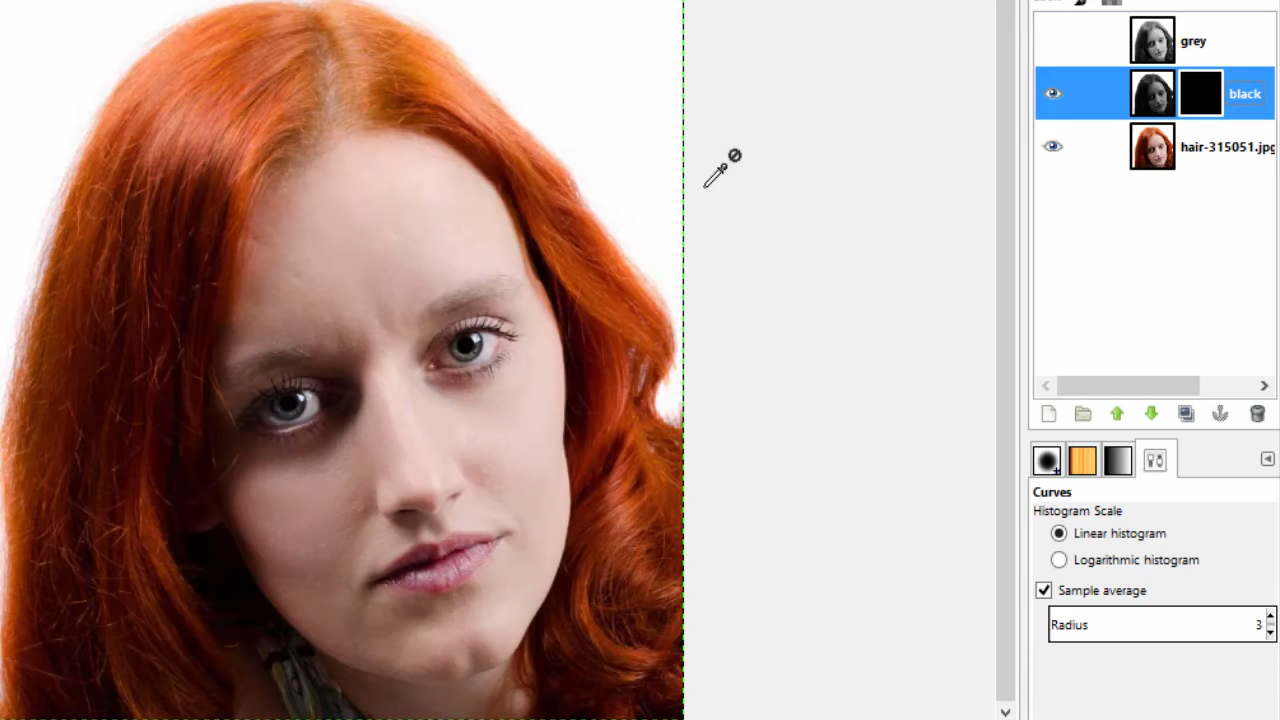 grey
black
hair-315051.jpg
Curves
Histogram Scale
Linear histogram
Logarithmic histogram
Sample average
Radius 3